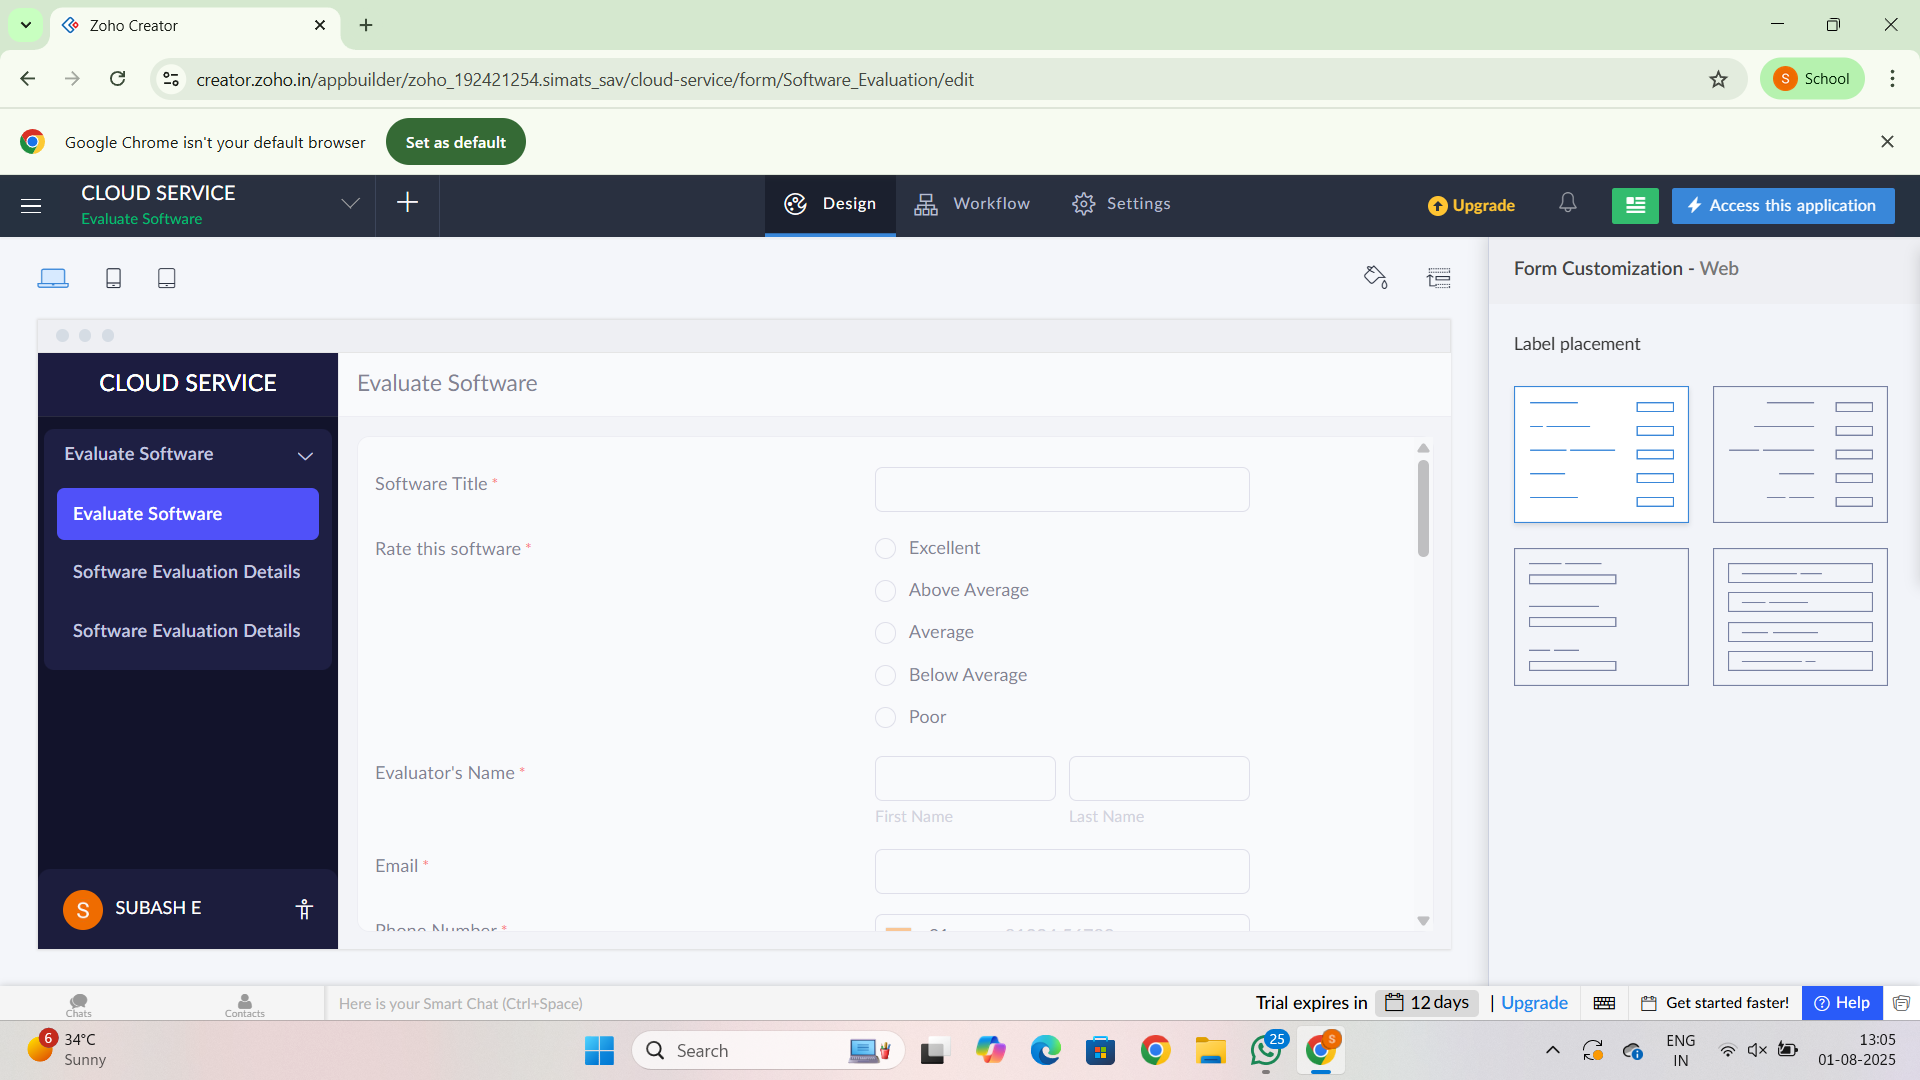 Zoho Creator
creator.zoho.in/appbuilder/zoho_192421254.simats_sav/cloud-service/form/Software_Evaluation/edit
S School
Google Chrome isn't your default browser
Set as default
CLOUD SERVICE
Evaluate Software
Design
Workflow
Settings
Upgrade
Access this application
Form Customization - Web
Label placement
CLOUD SERVICE
Evaluate Software
Evaluate Software
Evaluate Software
Software Evaluation Details
Software Evaluation Details
Software Title *
Rate this software *
Excellent
Above Average
Average
Below Average
Poor
Evaluator's Name *
First Name
Last Name
Email *
Phone Number *
S SUBASH E
Chats
Contacts
Here is your Smart Chat (Ctrl+Space)
Trial expires in 12 days | Upgrade
Get started faster!
Help
6
34°C
Sunny
Search
25
S
ENG
IN
13:05
01-08-2025